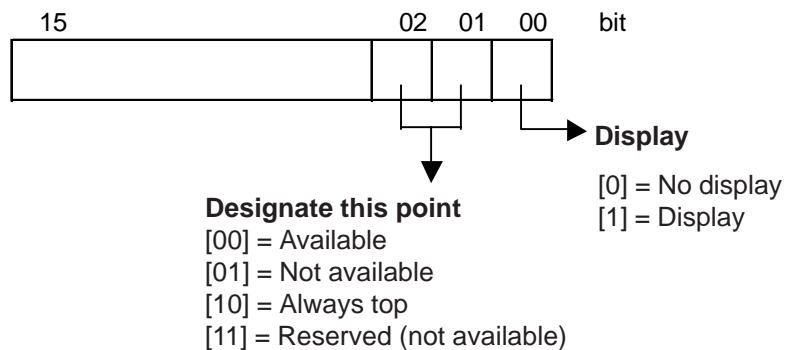 15 02 01 00 bit
Display
[0] = No display
[1] = Display
Designate this point
[00] = Available
[01] = Not available
[10] = Always top
[11] = Reserved (not available)